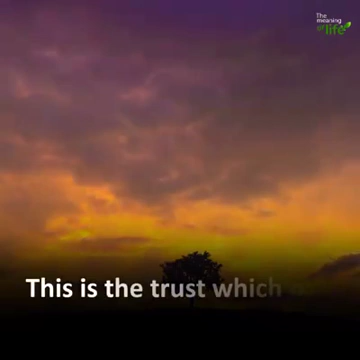 The
meaning
of life
This is the trust which